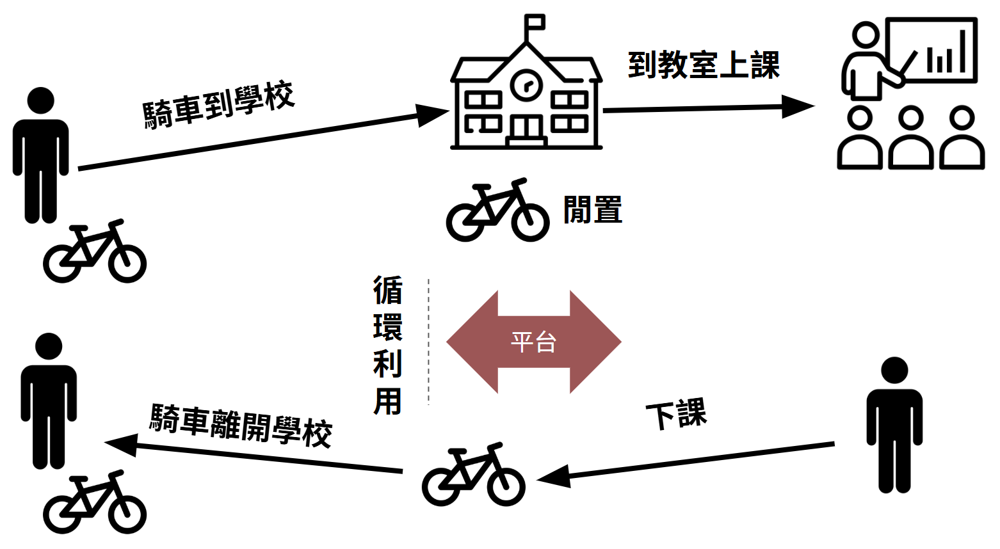 騎車到學校
到教室上課
閒置
循環利用
平台
下課
騎車離開學校